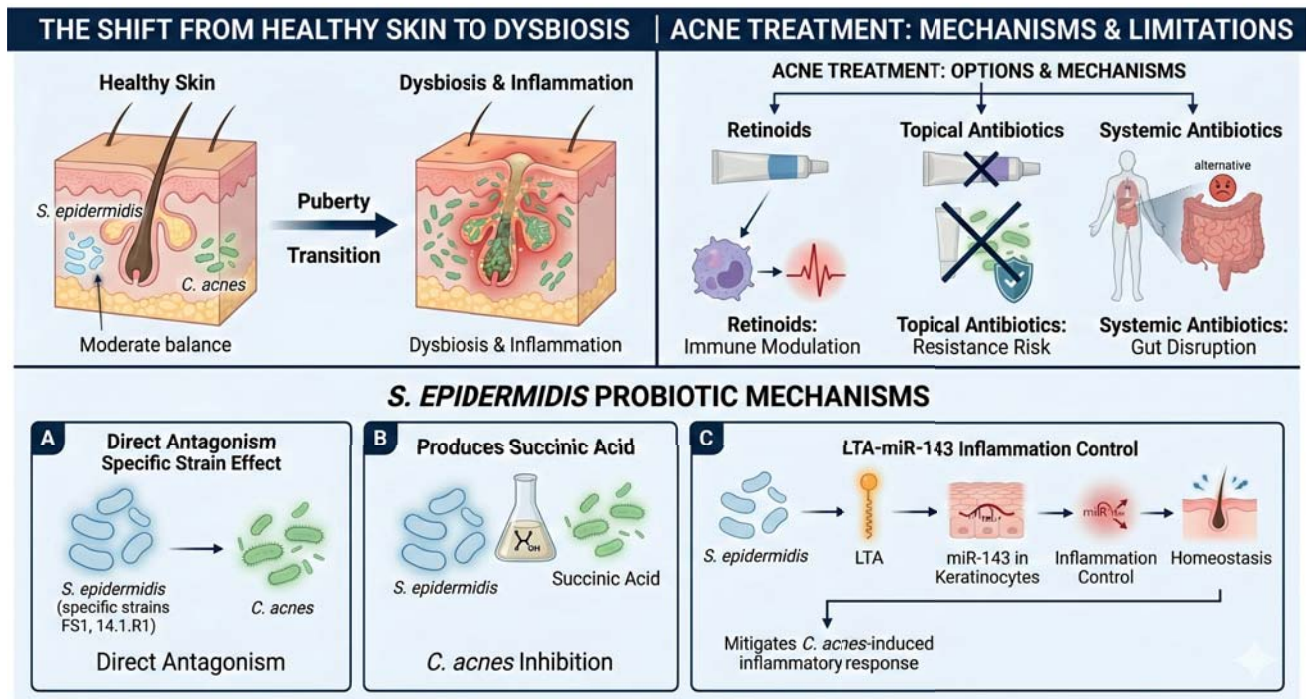 THE SHIFT FROM HEALTHY SKIN TO DYSBIOSIS
Healthy Skin
Dysbiosis & Inflammation
S. epidermidis
Puberty
Transition
C. acnes
Moderate balance
Dysbiosis & Inflammation
ACNE TREATMENT: MECHANISMS & LIMITATIONS
ACNE TREATMENT: OPTIONS & MECHANISMS
Retinoids
Topical Antibiotics
Systemic Antibiotics
alternative
Retinoids:
Immune Modulation
Topical Antibiotics:
Resistance Risk
Systemic Antibiotics:
Gut Disruption
S. EPIDERMIDIS PROBIOTIC MECHANISMS
A
Direct Antagonism
Specific Strain Effect
S. epidermidis
(specific strains
FS1, 14.1.R1)
C. acnes
Direct Antagonism
B
Produces Succinic Acid
OH
S. epidermidis
Succinic Acid
C. acnes Inhibition
C
LTA-miR-143 Inflammation Control
S. epidermidis
LTA
miR-143 in
Keratinocytes
Inflammation
Control
Homeostasis
Mitigates C. acnes-induced
inflammatory response